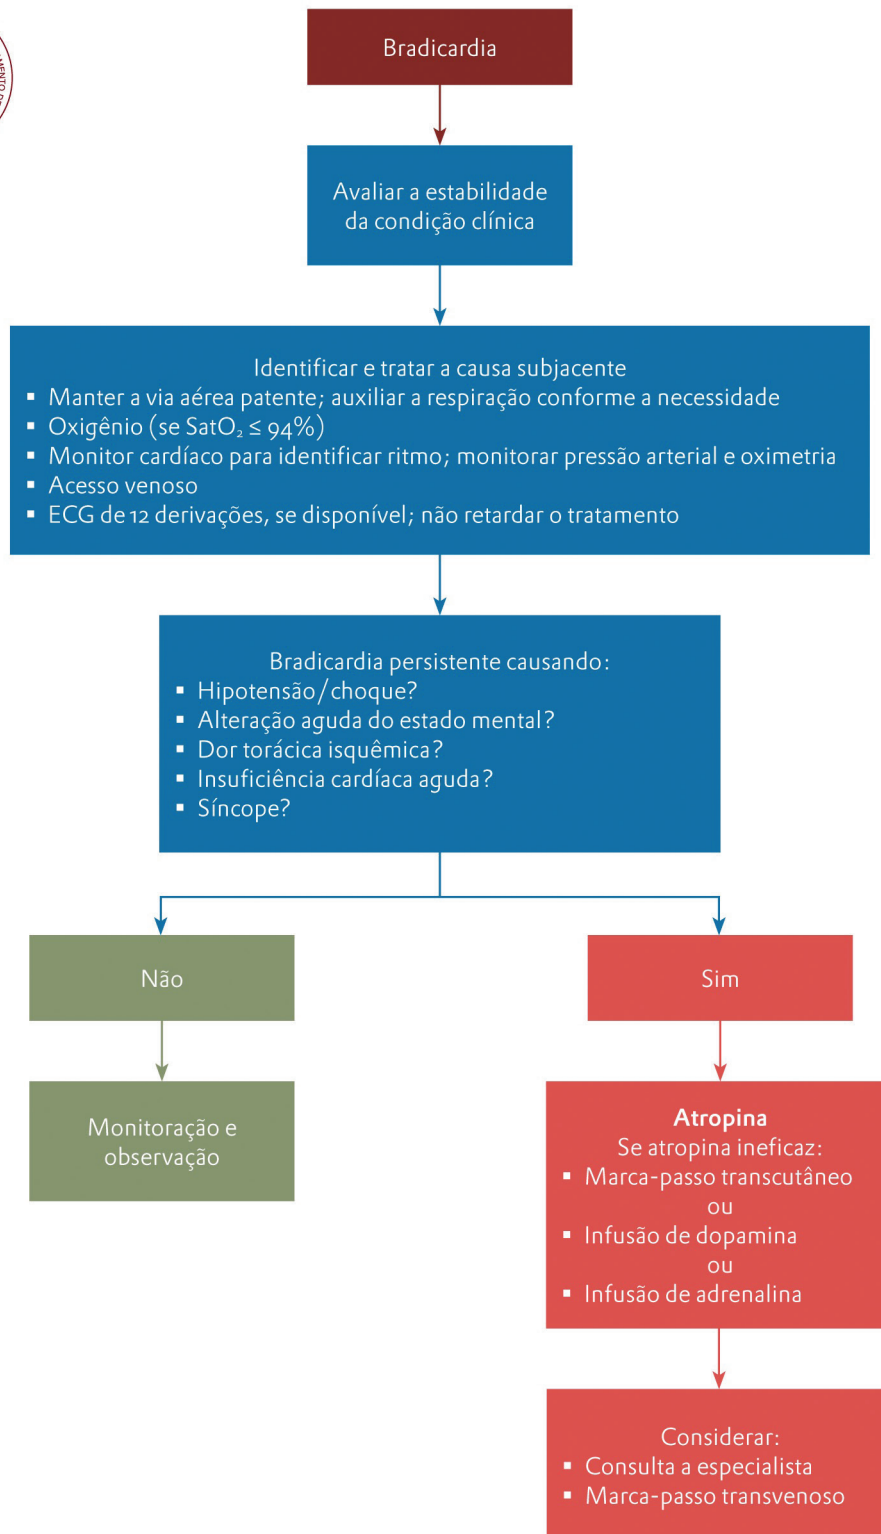 Bradicardia
Avaliar a estabilidade
da condição clínica
Identificar e tratar a causa subjacente
▪ Manter a via aérea patente; auxiliar a respiração conforme a necessidade
▪ Oxigênio (se SatO₂ ≤ 94%)
▪ Monitor cardíaco para identificar ritmo; monitorar pressão arterial e oximetria
▪ Acesso venoso
▪ ECG de 12 derivações, se disponível; não retardar o tratamento
Bradicardia persistente causando:
▪ Hipotensão/choque?
▪ Alteração aguda do estado mental?
▪ Dor torácica isquêmica?
▪ Insuficiência cardíaca aguda?
▪ Síncope?
Não
Monitoração e
observação
Sim
Atropina
Se atropina ineficaz:
▪ Marca-passo transcutâneo
ou
▪ Infusão de dopamina
ou
▪ Infusão de adrenalina
Considerar:
▪ Consulta a especialista
▪ Marca-passo transvenoso